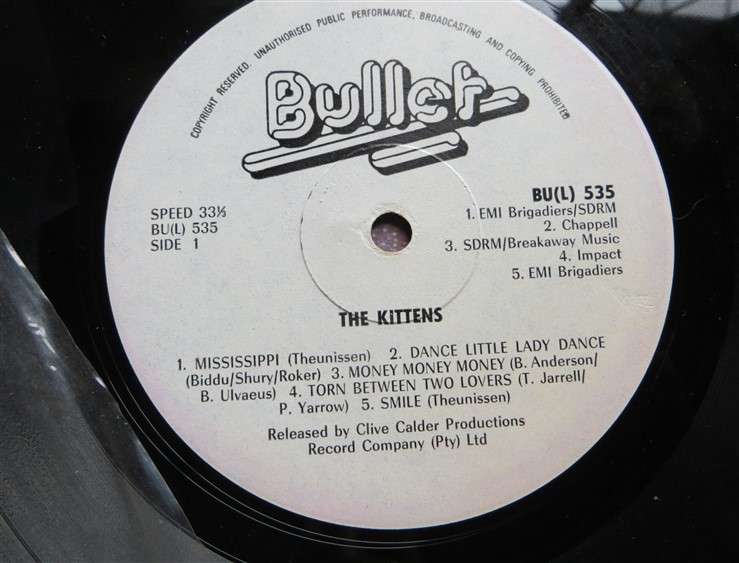 COPYRIGHT RESERVED. UNAUTHORISED PUBLIC PERFORMANCE, BROADCASTING AND COPYING PROHIBITED
Bullet
SPEED 33⅓
BU(L) 535
SIDE 1
BU(L) 535
1. EMI Brigadiers/SDRM
2. Chappell
3. SDRM/Breakaway Music
4. Impact
5. EMI Brigadiers
THE KiTTENS
1. MISSISSIPPI (Theunissen) 2. DANCE LITTLE LADY DANCE
(Biddu/Shury/Roker) 3. MONEY MONEY MONEY (B. Anderson/
B. Ulvaeus) 4. TORN BETWEEN TWO LOVERS (T. Jarrell/
P. Yarrow) 5. SMILE (Theunissen)
Released by Clive Calder Productions
Record Company (Pty) Ltd